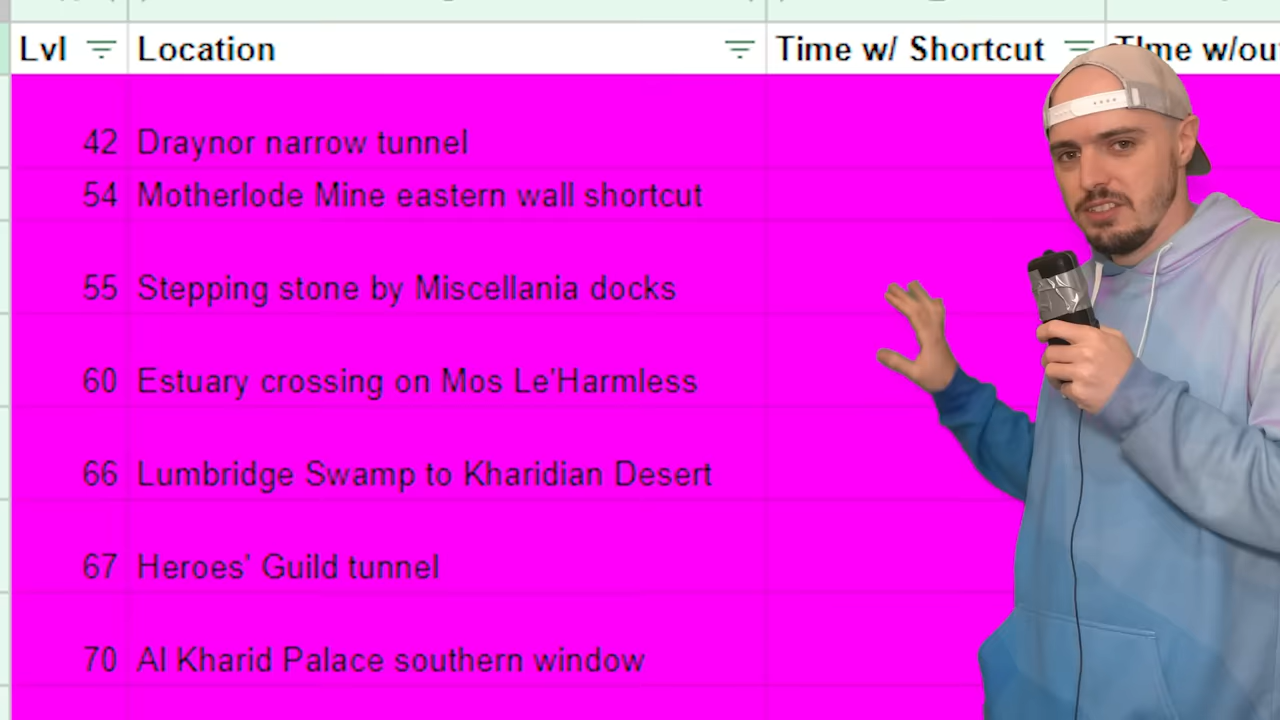 Lvl Location Time w/ Shortcut TIme w/ou
42 Draynor narrow tunnel
54 Motherlode Mine eastern wall shortcut
55 Stepping stone by Miscellania docks
60 Estuary crossing on Mos Le'Harmless
66 Lumbridge Swamp to Kharidian Desert
67 Heroes' Guild tunnel
70 Al Kharid Palace southern window